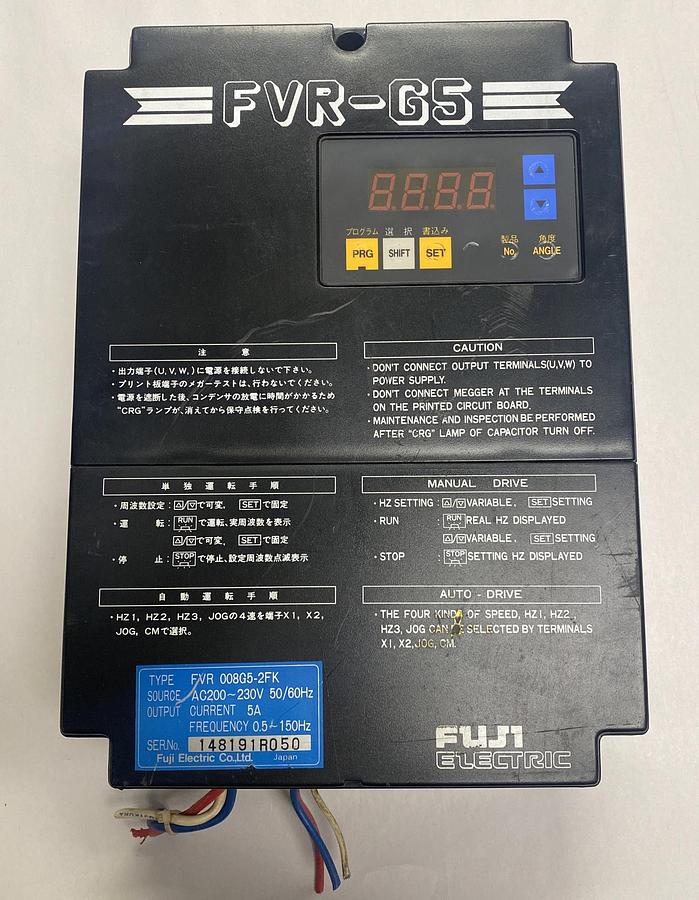 FVR-G5
8.8.8.8
プログラム 選択 書込み
PRG SHIFT SET
製品 角度
No. ANGLE
注意
・出力端子(U, V, W,)に電源を接続しないで下さい。
・プリント板端子のメガーテストは、行わないでください。
・電源を遮断した後、コンデンサの放電に時間がかかるため
"CRG"ランプが、消えてから保守点検を行ってください。
CAUTION
・DON'T CONNECT OUTPUT TERMINALS(U,V,W) TO
POWER SUPPLY.
・DON'T CONNECT MEGGER AT THE TERMINALS
ON THE PRINTED CIRCUIT BOARD.
・MAINTENANCE AND INSPECTION BE PERFORMED
AFTER "CRG" LAMP OF CAPACITOR TURN OFF.
単独運転手順
・周波数設定:△/▽で可変, SETで固定
・運転:RUNで運転、実周波数を表示
△/▽で可変, SETで固定
・停止:STOPで停止、設定周波数点滅表示
自動運転手順
・HZ1, HZ2, HZ3, JOGの4速を端子X1, X2,
JOG, CMで選択。
MANUAL DRIVE
・HZ SETTING:△/▽VARIABLE, SET SETTING
・RUN :RUN REAL HZ DISPLAYED
△/▽VARIABLE, SET SETTING
・STOP :STOP SETTING HZ DISPLAYED
AUTO-DRIVE
・THE FOUR KINDS OF SPEED, HZ1, HZ2
HZ3, JOG CAN BE SELECTED BY TERMINALS
X1, X2, JOG, CM.
TYPE FVR 008G5-2FK
SOURCE AC200~230V 50/60Hz
OUTPUT CURRENT 5A
FREQUENCY 0.5~150Hz
SER.No. 148191R050
Fuji Electric Co.,Ltd. Japan
FUJI
ELECTRIC